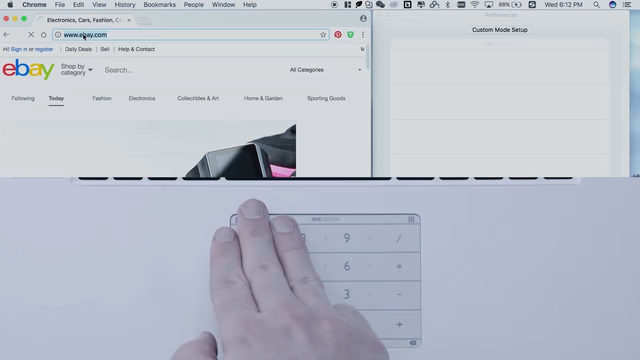 Chrome File Edit View History Bookmarks People Window Help
88% Wed 6:12 PM
Electronics, Cars, Fashion, C
Preferences
www.ebay.com
Custom Mode Setup
Hi! Sign in or register Daily Deals Sell Help & Contact M
ebay Shop by category Search... All Categories
Following Today Fashion Electronics Collectibles & Art Home & Garden Sporting Goods
9 /
6 *
3 -
+